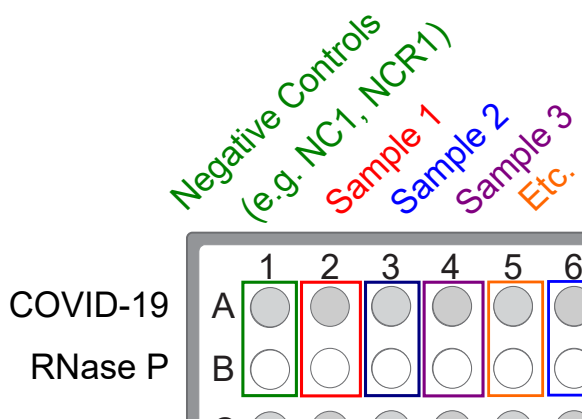 Negative Controls
(e.g. NC1, NCR1)
Sample 1
Sample 2
Sample 3
Etc.
1 2 3 4 5 6
COVID-19 A
RNase P B